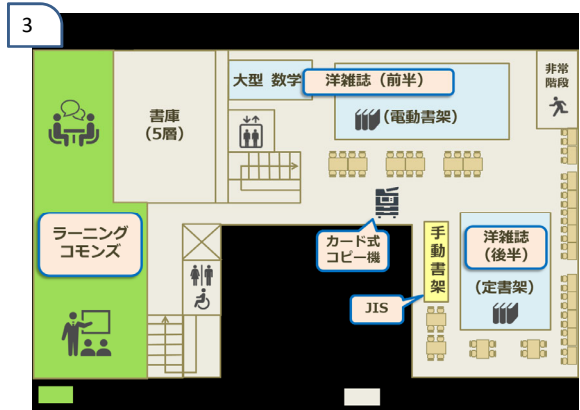 3
大型 数学
洋雑誌（前半）
非常
階段
書庫
（5層）
（電動書架）
ラーニング
コモンズ
カード式
コピー機
手動書架
洋雑誌
（後半）
（定書架）
JIS